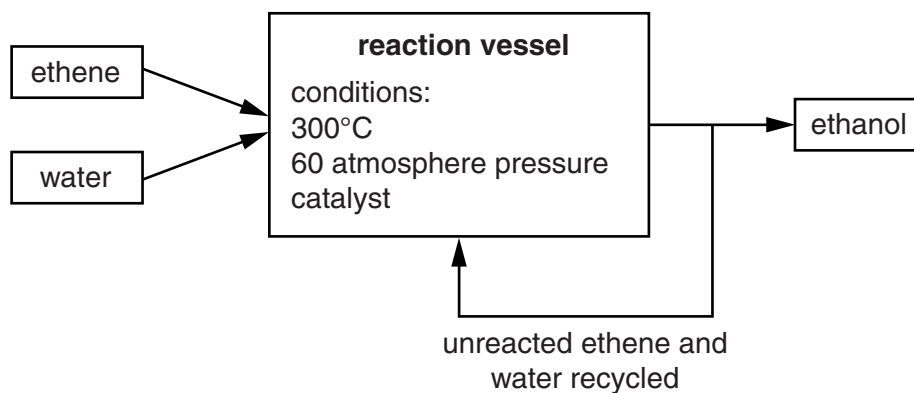 ethene
water
reaction vessel
conditions:
300°C
60 atmosphere pressure
catalyst
ethanol
unreacted ethene and
water recycled